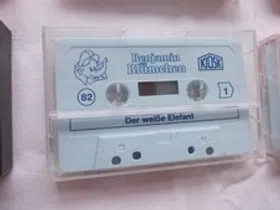 Benjamin
Blümchen
KIOSK
82
1
Der weiße Elefant